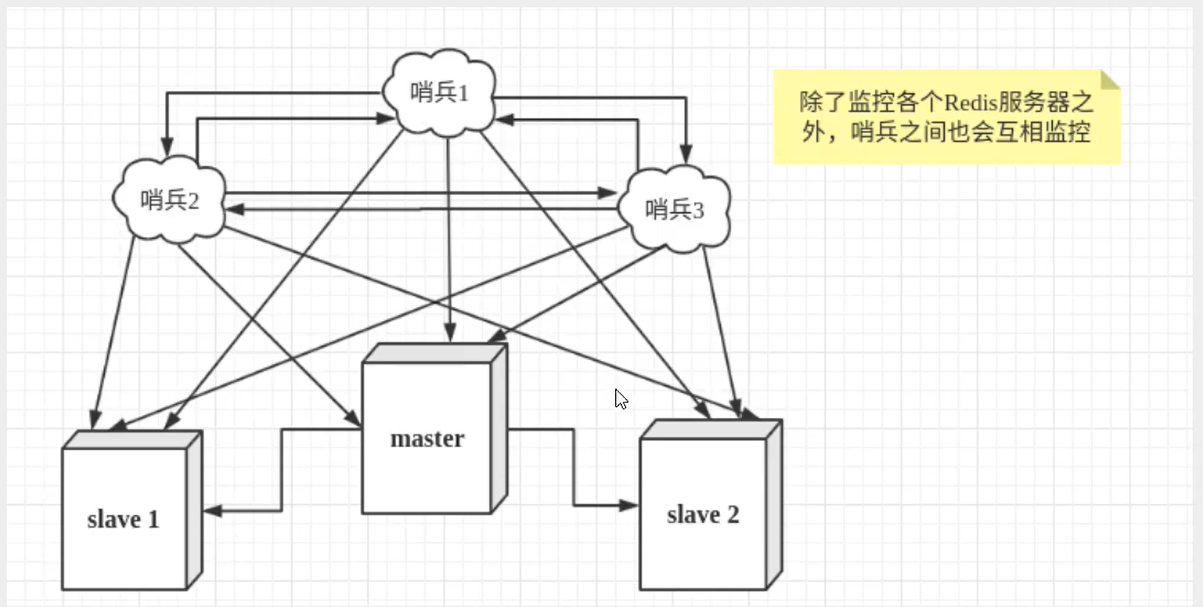 哨兵1
除了监控各个Redis服务器之
外，哨兵之间也会互相监控
哨兵2
哨兵3
master
slave 1
slave 2